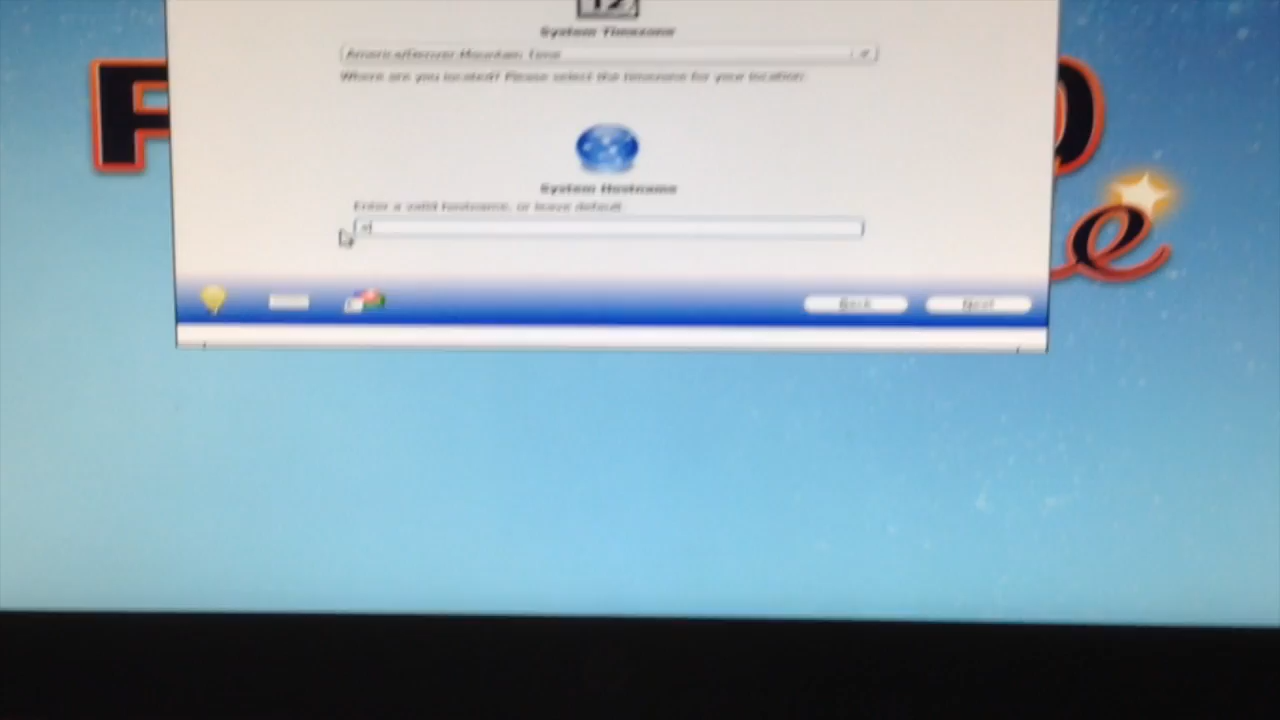 12
System Timezone
America/Denver Mountain Time
Where are you located? Please select the timezone for your location:
System Hostname
Enter a valid hostname, or leave default:
Back
Next
e